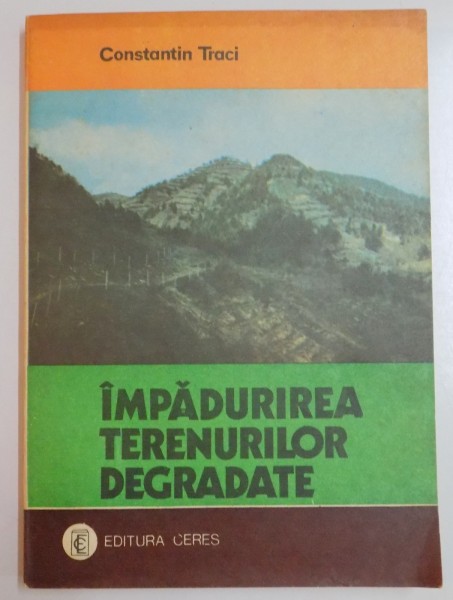 Constantin Traci
ÎMPĂDURIREA
TERENURILOR
DEGRADATE
EDITURA CERES